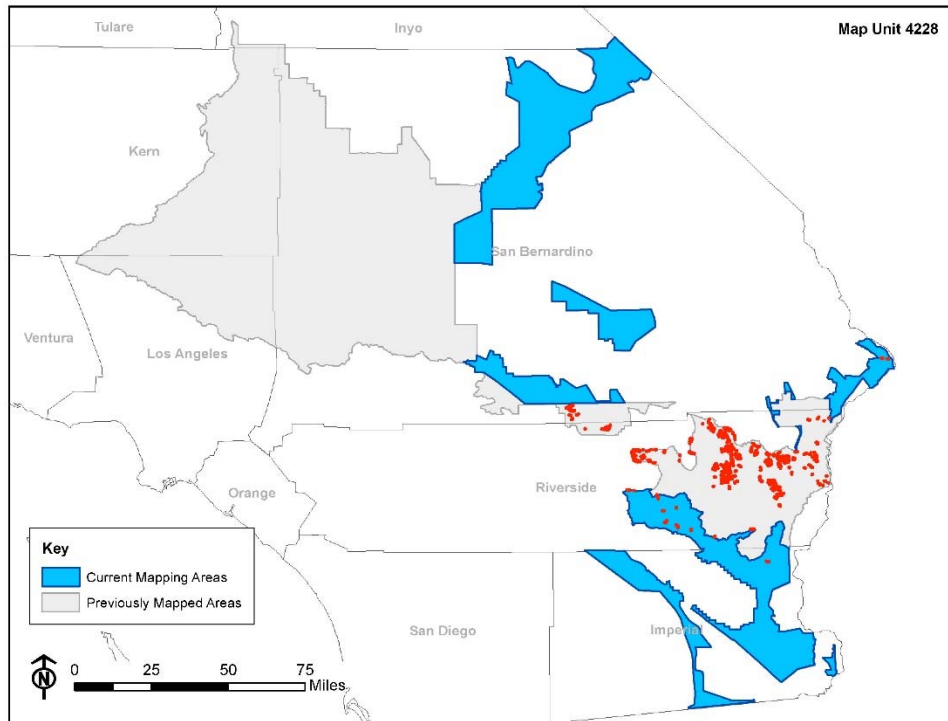 Tulare
Inyo
Map Unit 4228
Kern
San Bernardino
Ventura
Los Angeles
Orange
Riverside
Key
Current Mapping Areas
Previously Mapped Areas
San Diego
Imperial
N
0 25 50 75
Miles